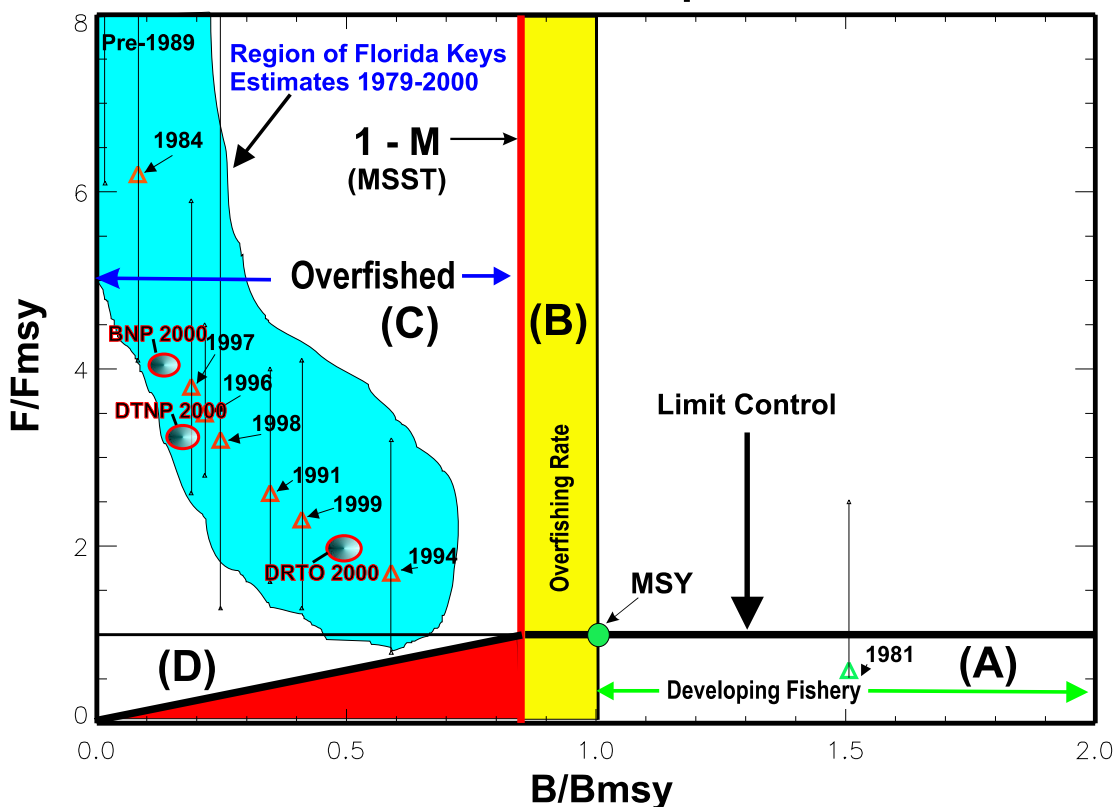 8
Pre-1989
Region of Florida Keys
Estimates 1979-2000
1984
1 - M
(MSST)
6
Overfished
(C)
(B)
BNP 2000
1997
4
1996
DTNP 2000
1998
Limit Control
F/Fmsy
Overfishing Rate
1991
1999
2
DRTO 2000
1994
MSY
(D)
1981
(A)
Developing Fishery
0
0.0
0.5
1.0
1.5
2.0
B/Bmsy